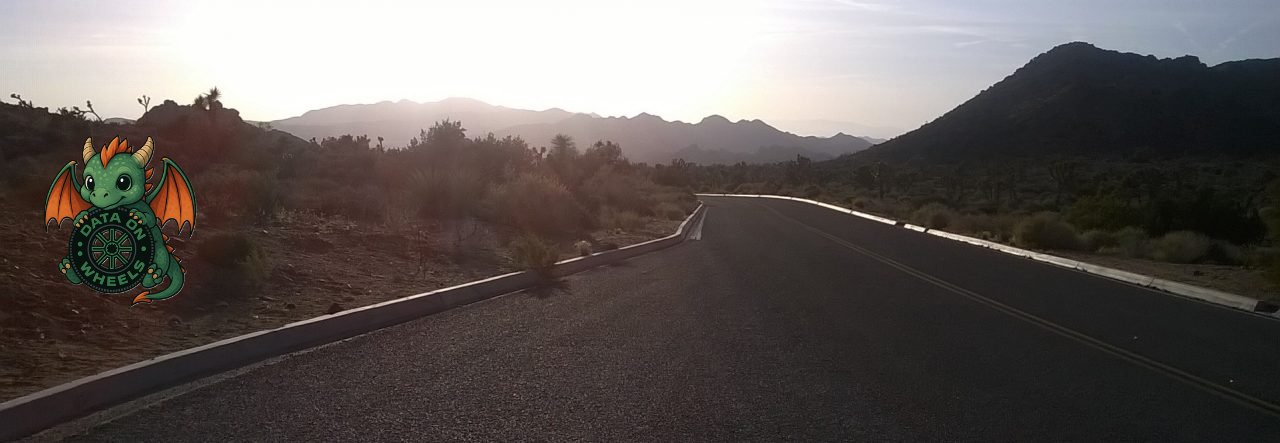 DATA ON
WHEELS